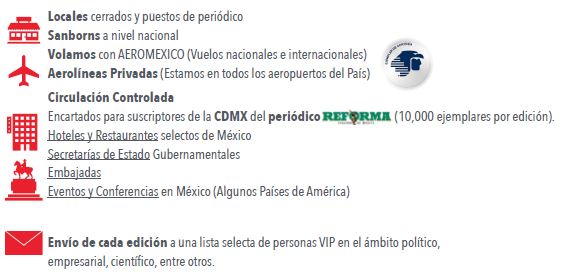 Locales cerrados y puestos de periódico
Sanborns a nivel nacional
Volamos con AEROMEXICO (Vuelos nacionales e internacionales)
Aerolíneas Privadas (Estamos en todos los aeropuertos del País)
Circulación Controlada
Encartados para suscriptores de la CDMX del periódico REFORMA (10,000 ejemplares por edición).
Hoteles y Restaurantes selectos de México
Secretarías de Estado Gubernamentales
Embajadas
Eventos y Conferencias en México (Algunos Países de América)
Envío de cada edición a una lista selecta de personas VIP en el ámbito político,
empresarial, científico, entre otros.